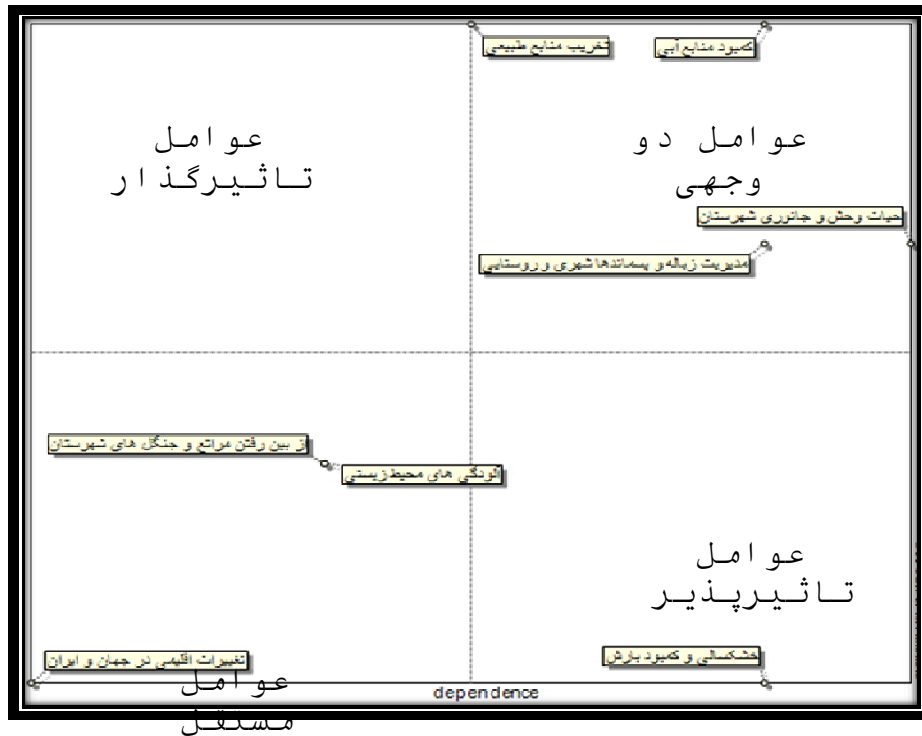 تخریب منابع طبیعی
کمبود منابع آبی
عوامل دو
وجهی
عوامل
تاثیرگذار
حیات وحش و جانوری شهرستان
مدیریت زباله و پسماندها شهری و روستایی
از بین رفتن مراتع و جنگل های شهرستان
آلودگی های محیط زیستی
عوامل
تاثیرپذیر
خشکسالی و کمبود بارش
تغییرات اقلیمی در جهان و ایران
عوامل
مستقل
dependence